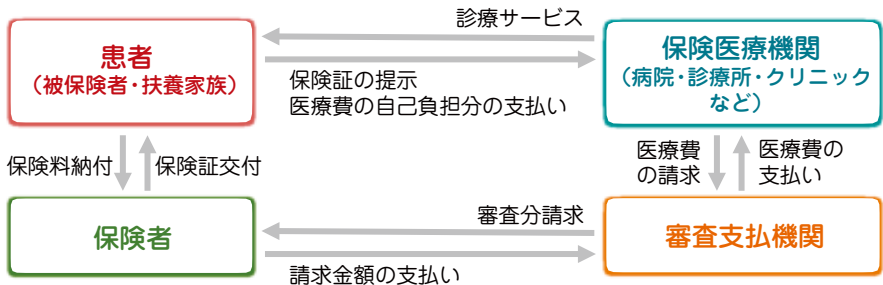 診療サービス
患者
（被保険者・扶養家族）
保険証の提示
医療費の自己負担分の支払い
保険医療機関
（病院・診療所・クリニック
など）
保険料納付
保険証交付
医療費
の請求
医療費の
支払い
保険者
審査分請求
請求金額の支払い
審査支払機関